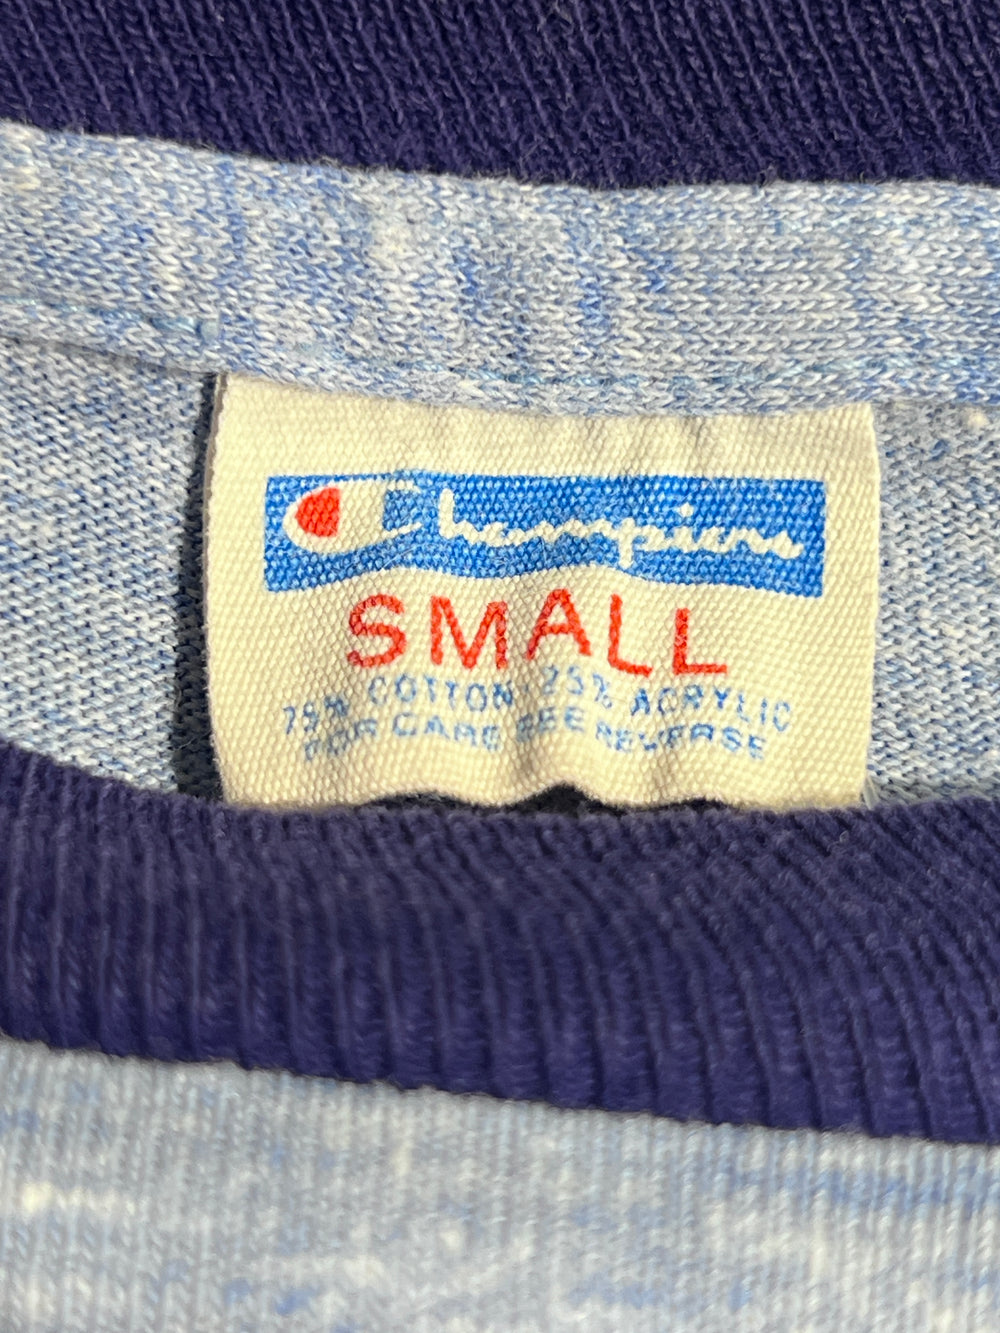 Champion
SMALL
75% COTTON · 25% ACRYLIC
FOR CARE SEE REVERSE